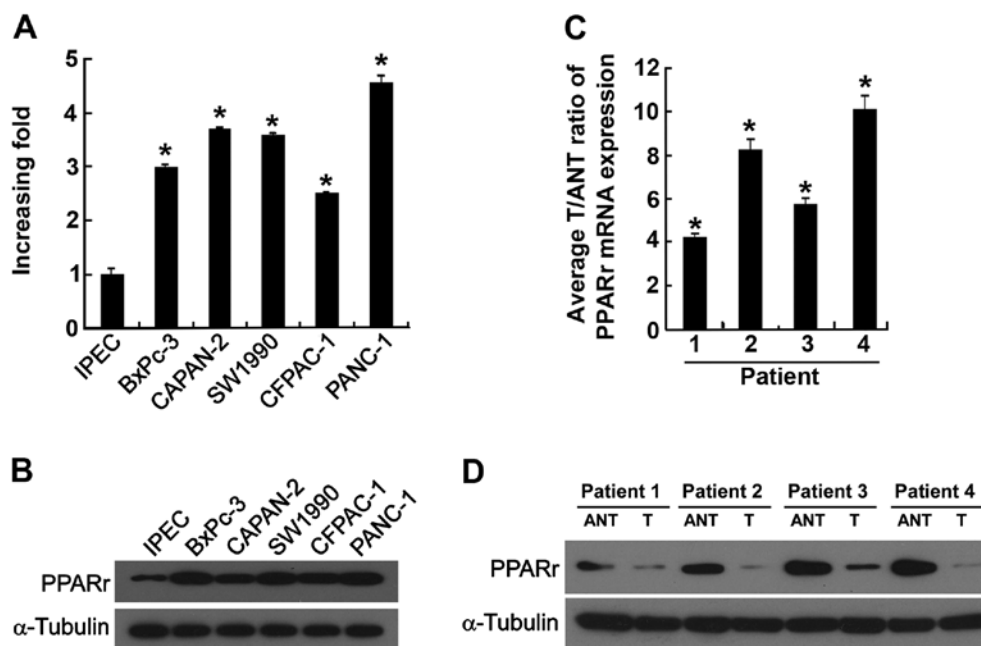 A
Increasing fold
5
4
3
2
1
0
* * * * *
IPEC BxPc-3 CAPAN-2 SW1990 CFPAC-1 PANC-1
C
Average T/ANT ratio of
PPARr mRNA expression
12
10
8
6
4
2
0
* * * *
1 2 3 4
Patient
B
IPEC BxPc-3 CAPAN-2 SW1990 CFPAC-1 PANC-1
PPARr
α-Tubulin
D
Patient 1 Patient 2 Patient 3 Patient 4
ANT T ANT T ANT T ANT T
PPARr
α-Tubulin